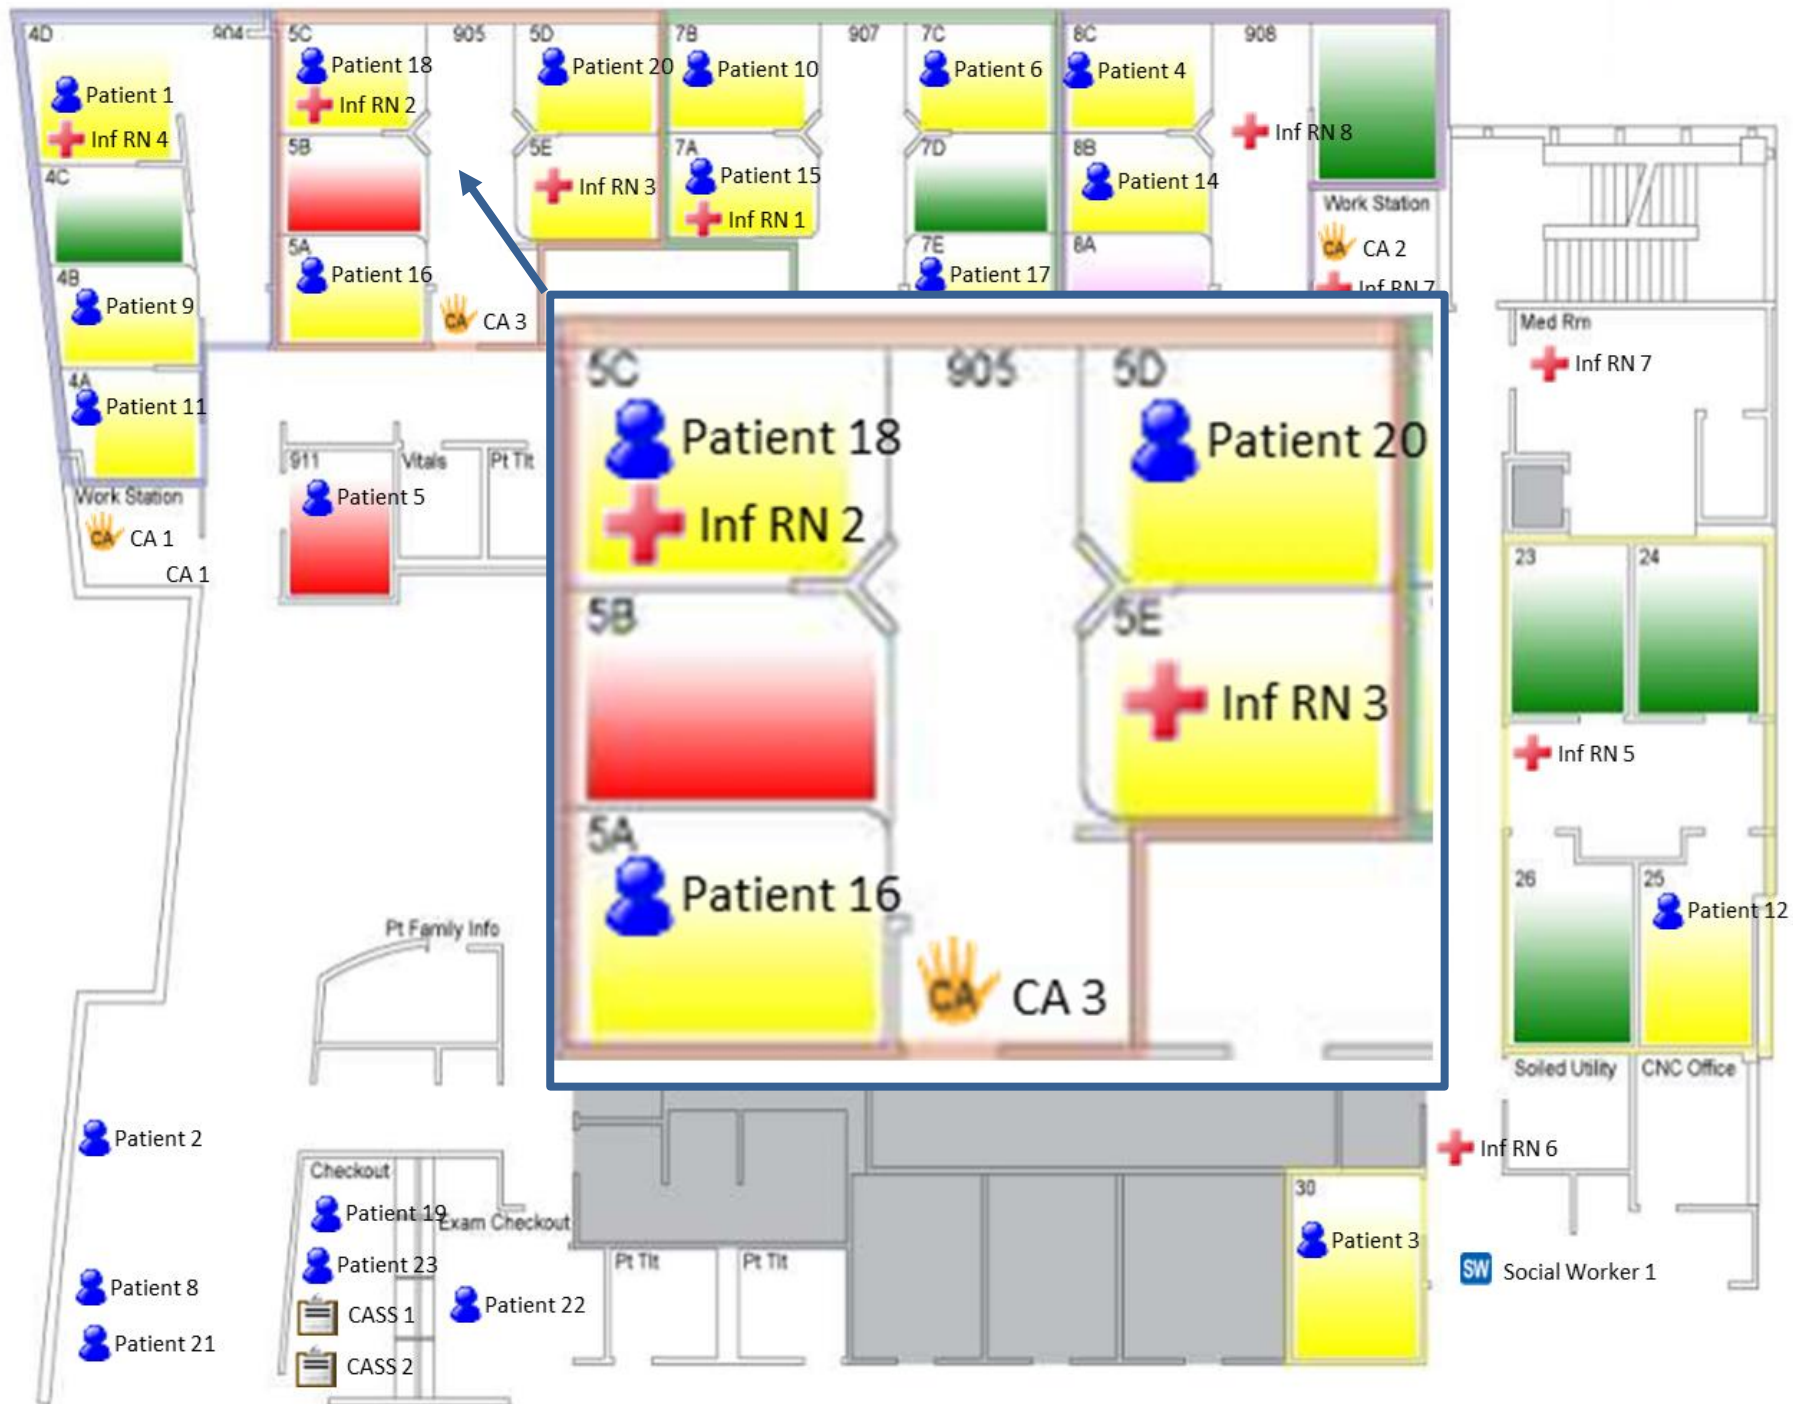 4D
904
Patient 1
Inf RN 4
4C
4B
Patient 9
4A
Patient 11
Work Station
CA 1
CA 1
5C
905
5D
Patient 18
Patient 20
Inf RN 2
5B
5E
Inf RN 3
5A
Patient 16
CA CA 3
7B
907
7C
Patient 10
Patient 6
7A
7D
Patient 15
Inf RN 1
7E
Patient 17
8C
908
Patient 4
Inf RN 8
8B
Patient 14
8A
Work Station
CA CA 2
Inf RN 7
Med Rm
Inf RN 7
911
Vitals
Pt Tlt
Patient 5
5C
905
5D
Patient 18
Patient 20
Inf RN 2
5B
5E
Inf RN 3
5A
Patient 16
CA CA 3
23
24
Inf RN 5
26
25
Patient 12
Soiled Utility
CNC Office
Pt Family Info
Patient 2
Patient 8
Patient 21
Checkout
Patient 19
Exam Checkout
Patient 23
CASS 1
Patient 22
CASS 2
Pt Tlt
Pt Tlt
30
Patient 3
Inf RN 6
SW Social Worker 1